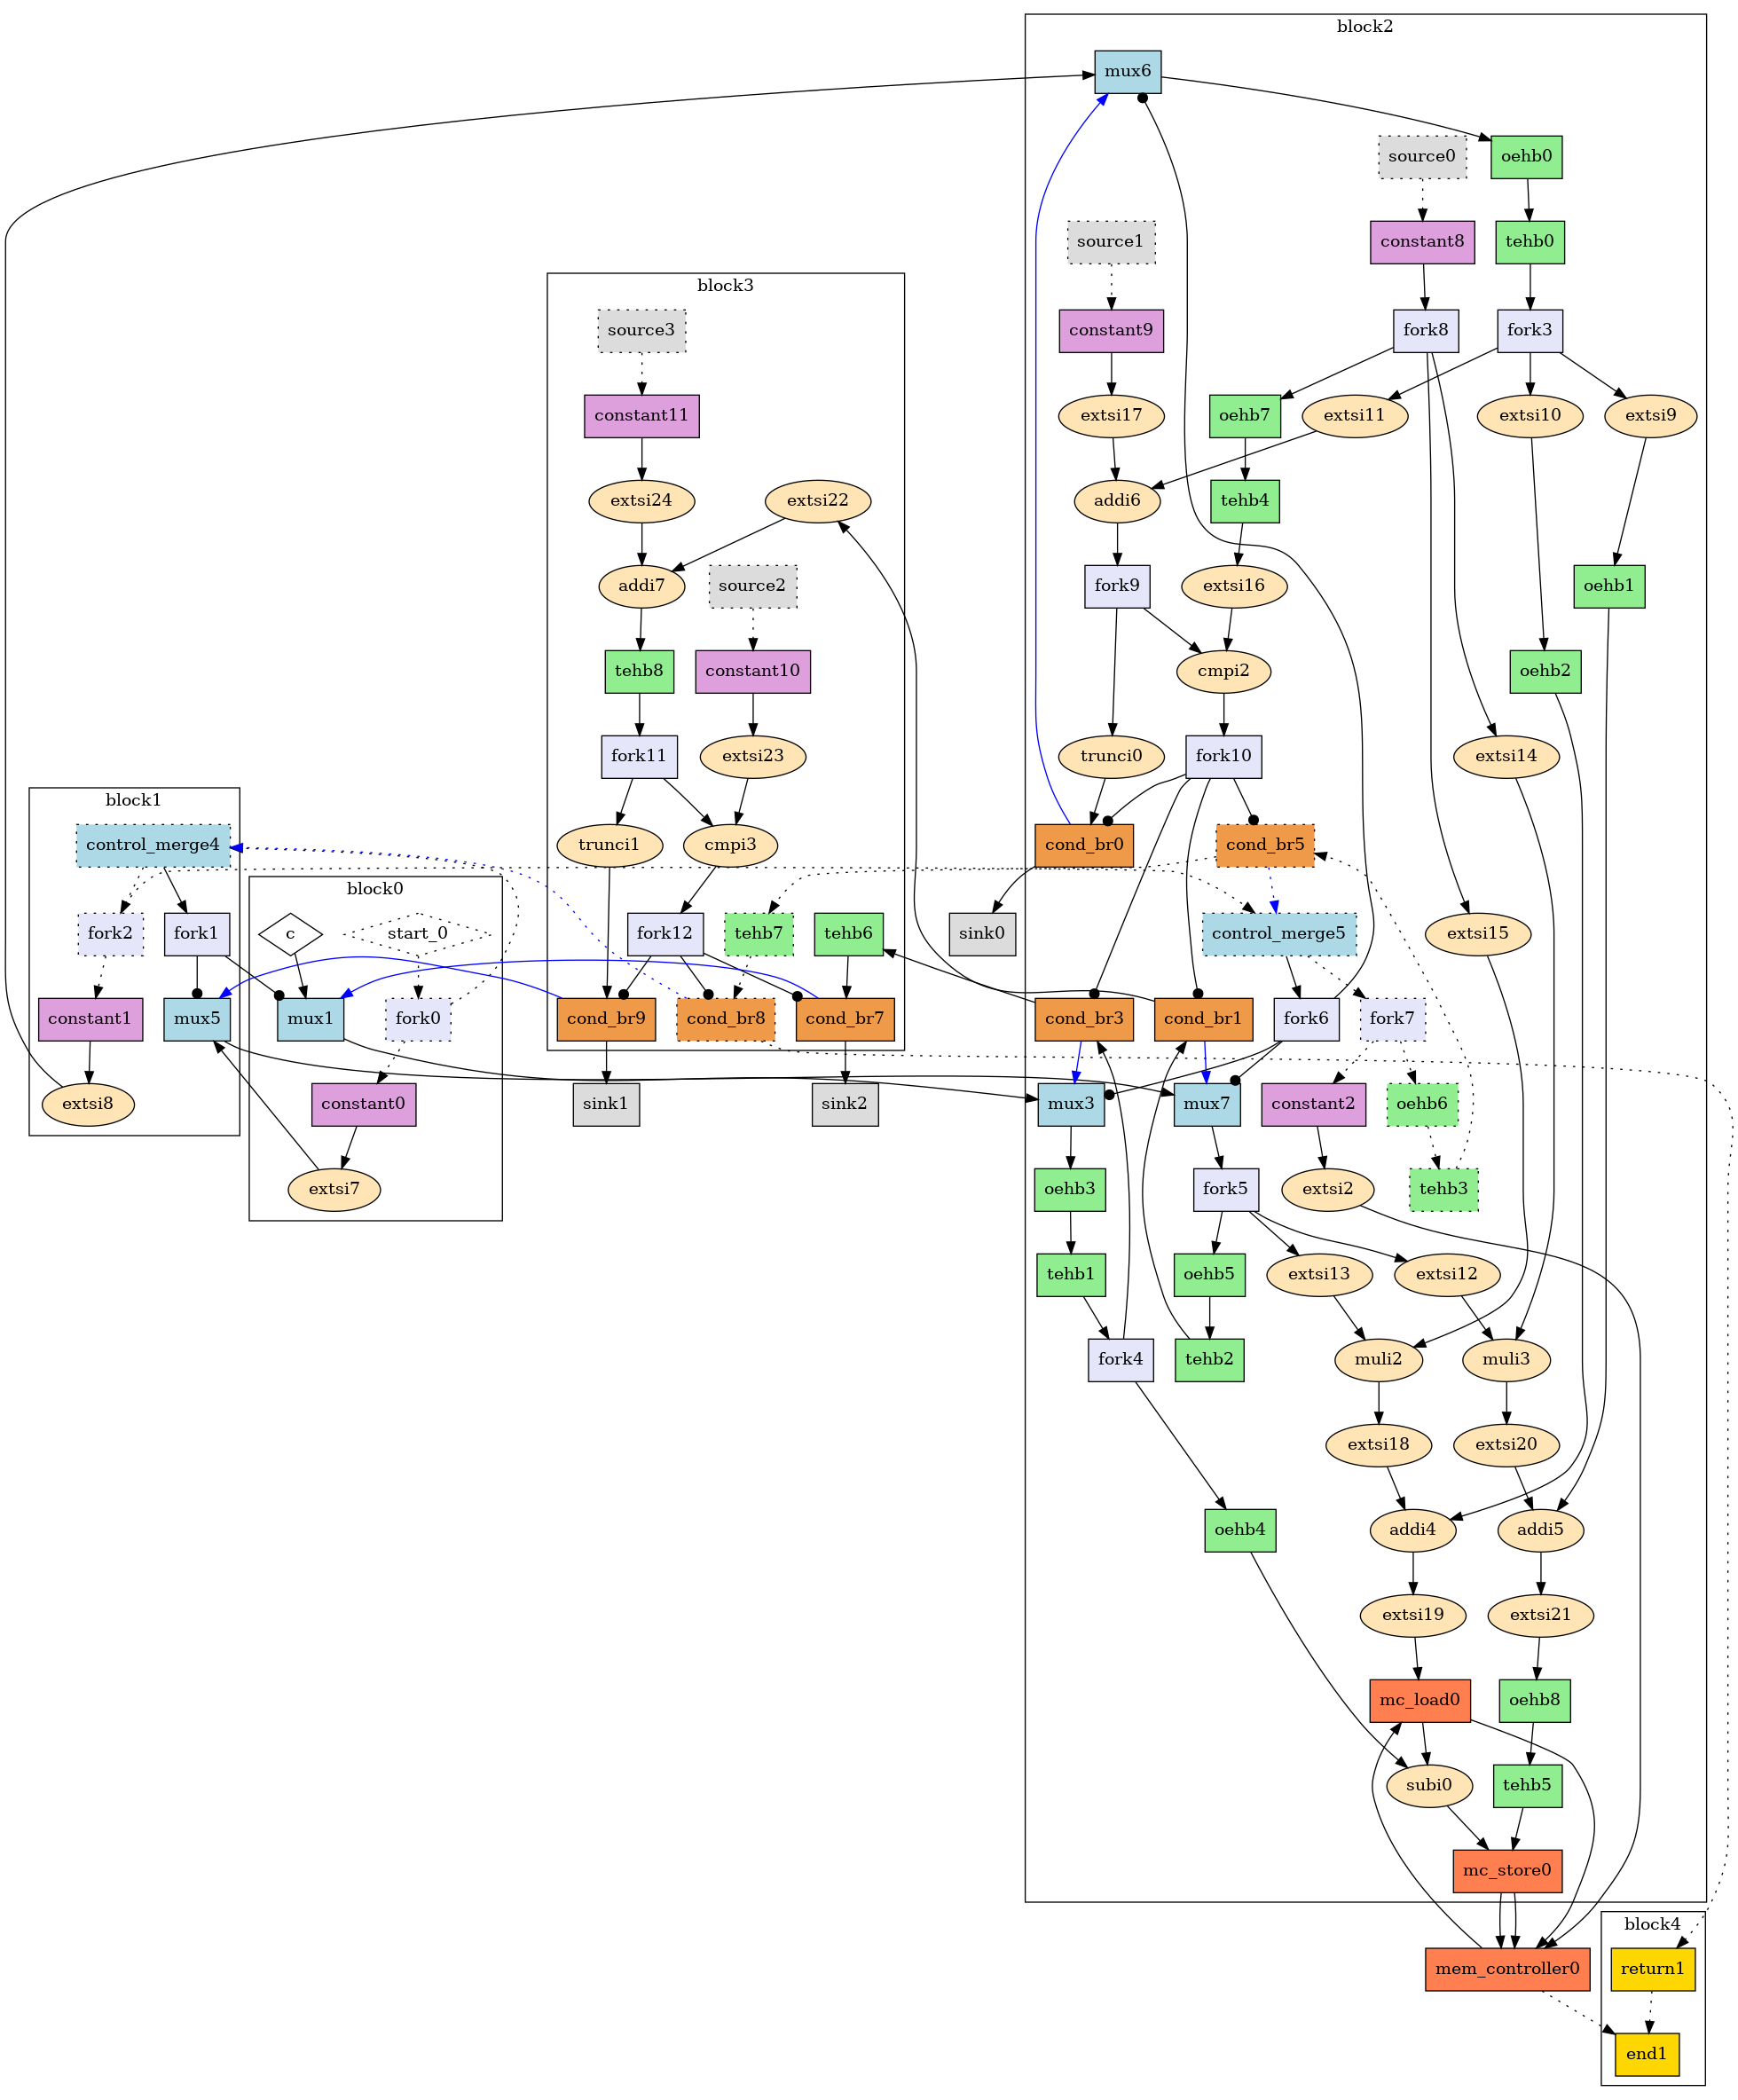 block2
mux6
source0
oehb0
source1
constant8
tehb0
block3
source3
constant9
fork8
fork3
constant11
extsi17
oehb7
extsi11
extsi10
extsi9
extsi24
extsi22
addi6
tehb4
addi7
source2
fork9
extsi16
oehb1
tehb8
constant10
cmpi2
oehb2
fork11
extsi23
trunci0
fork10
extsi14
block1
control_merge4
trunci1
cmpi3
cond_br0
cond_br5
block0
fork2
fork1
c
start_0
fork12
tehb7
tehb6
sink0
control_merge5
extsi15
constant1
mux5
mux1
fork0
cond_br9
cond_br8
cond_br7
cond_br3
cond_br1
fork6
fork7
extsi8
constant0
sink1
sink2
mux3
mux7
constant2
oehb6
extsi7
oehb3
fork5
extsi2
tehb3
tehb1
oehb5
extsi13
extsi12
fork4
tehb2
muli2
muli3
extsi18
extsi20
oehb4
addi4
addi5
extsi19
extsi21
mc_load0
oehb8
subi0
tehb5
mc_store0
block4
mem_controller0
return1
end1